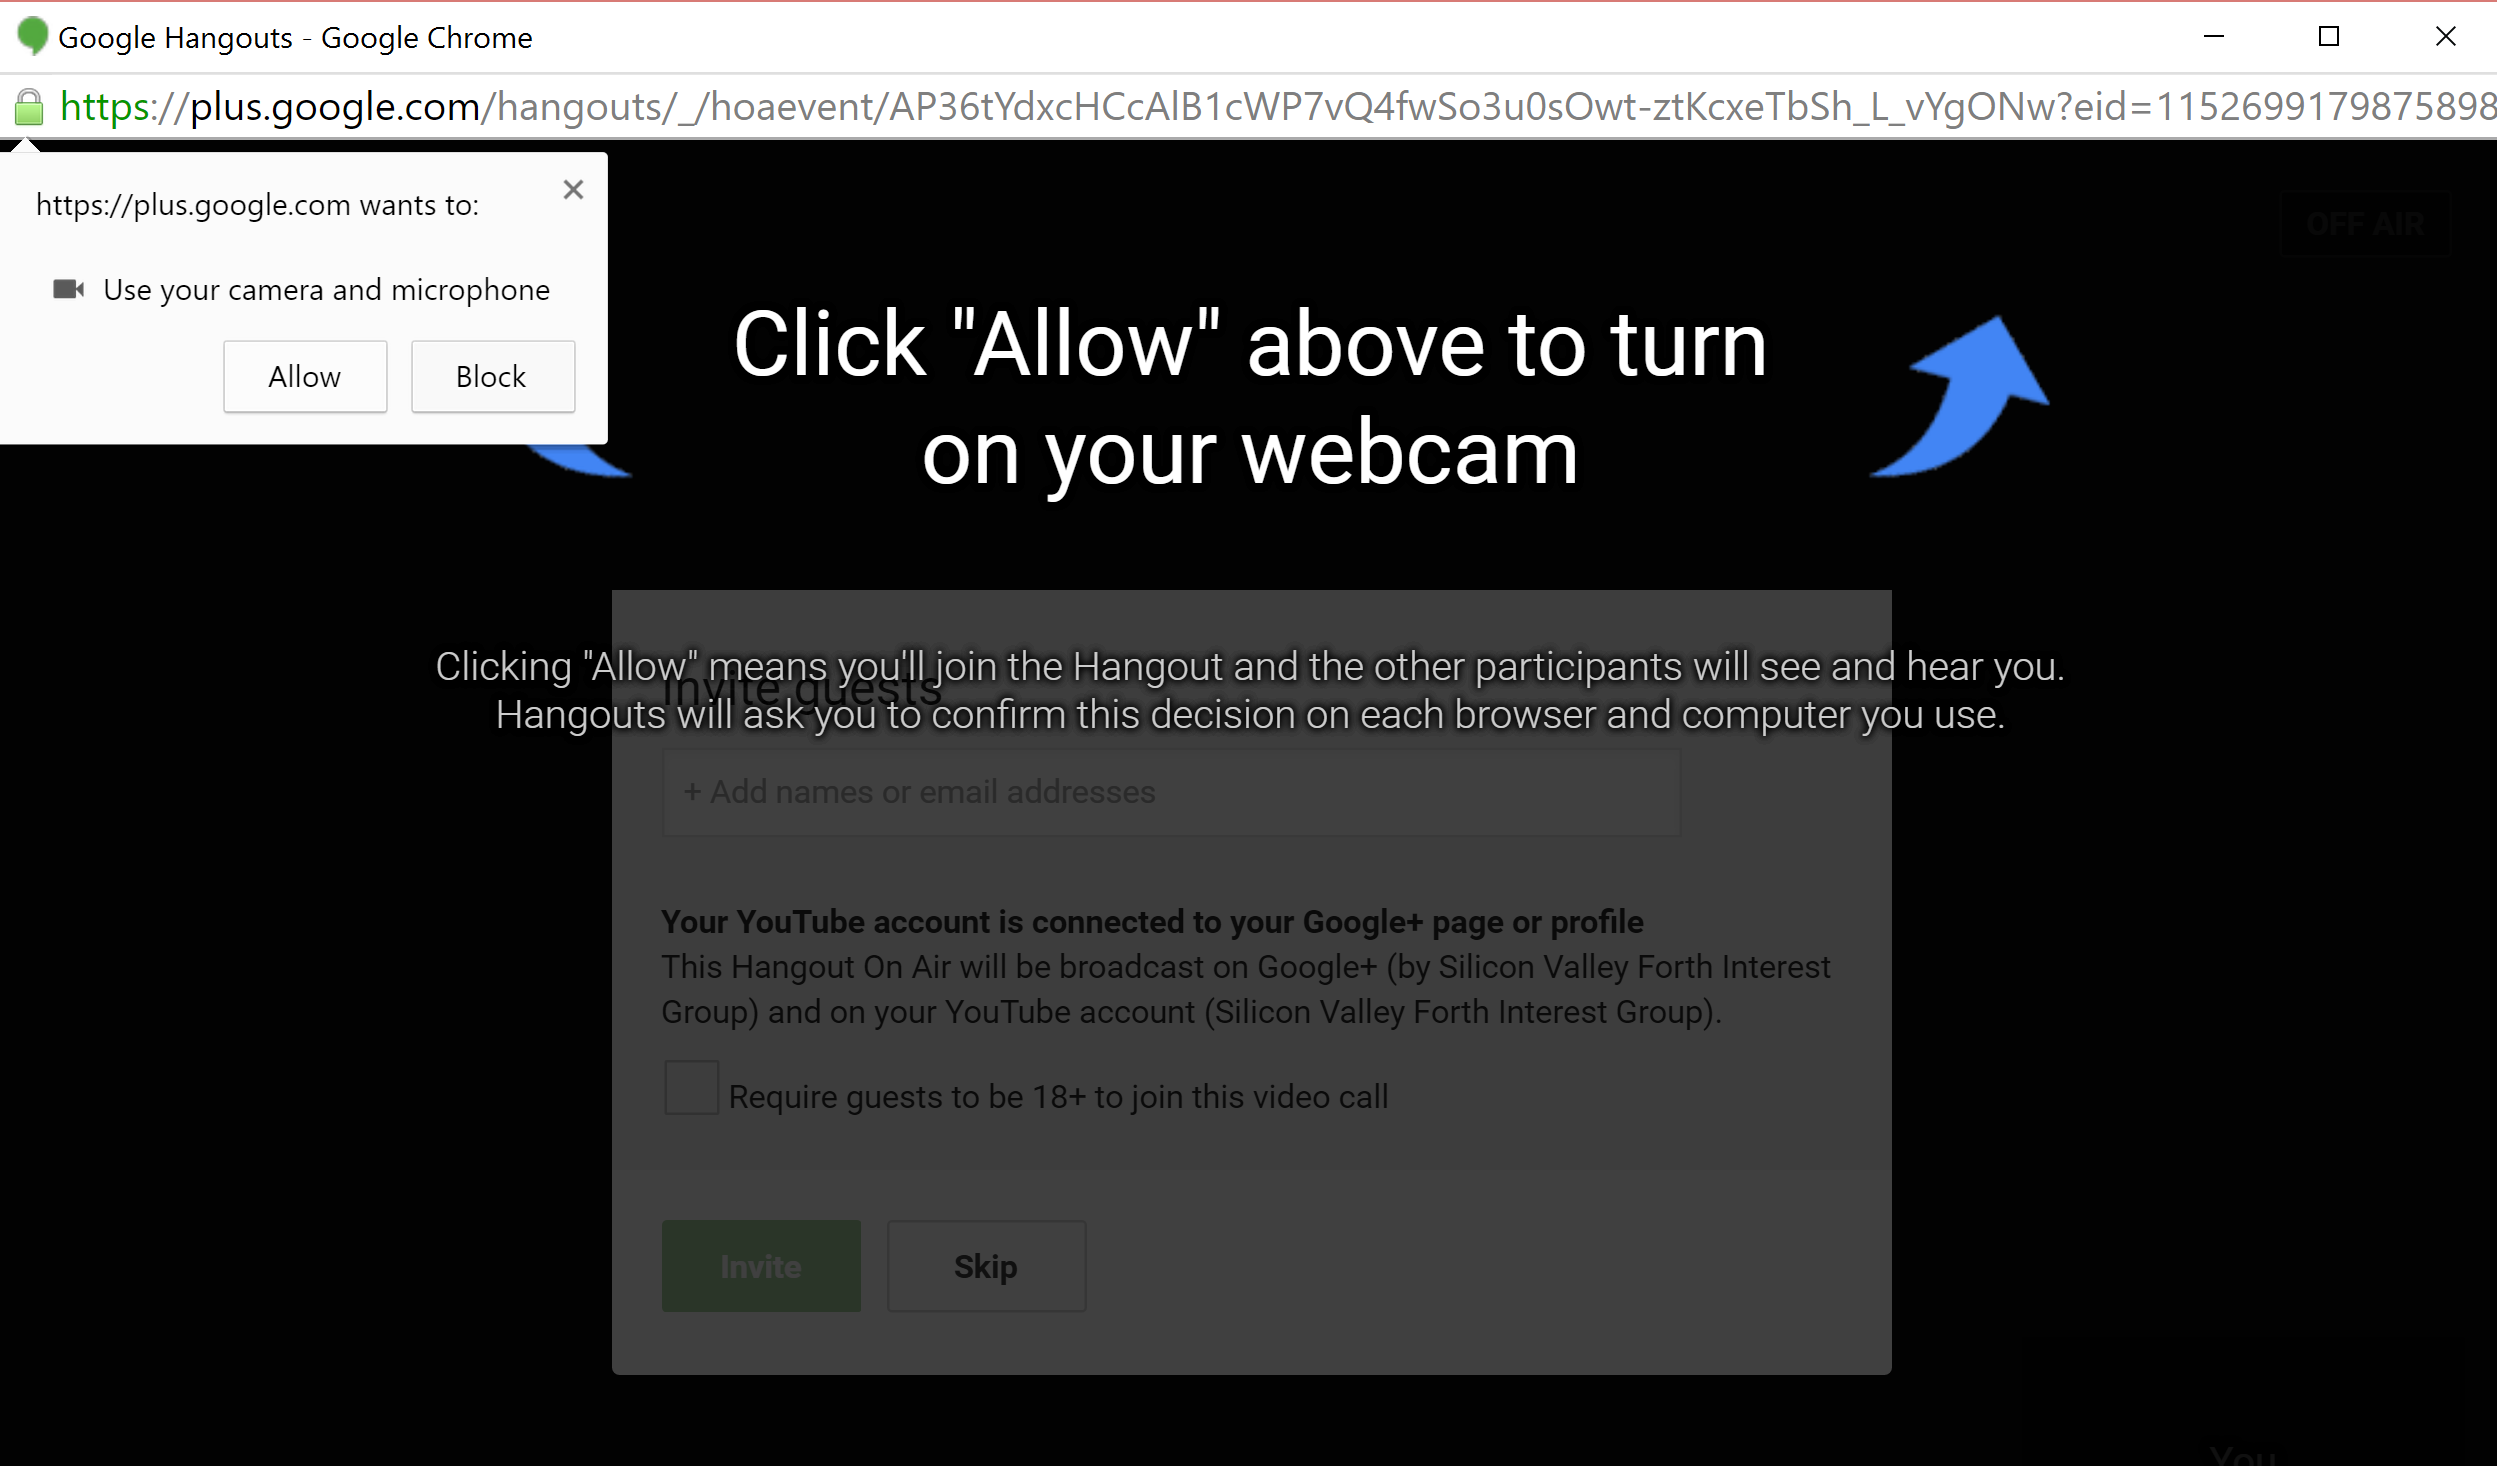 Google Hangouts - Google Chrome
https://plus.google.com/hangouts/_/hoaevent/AP36tYdxcHCcAlB1cWP7vQ4fwSo3u0sOwt-ztKcxeTbSh_L_vYgONw?eid=1152699179875898
https://plus.google.com wants to:
Use your camera and microphone
Allow
Block
OFF AIR
Click "Allow" above to turn
on your webcam
Clicking "Allow" means you'll join the Hangout and the other participants will see and hear you.
Invite guests
Hangouts will ask you to confirm this decision on each browser and computer you use.
+ Add names or email addresses
Your YouTube account is connected to your Google+ page or profile
This Hangout On Air will be broadcast on Google+ (by Silicon Valley Forth Interest
Group) and on your YouTube account (Silicon Valley Forth Interest Group).
Require guests to be 18+ to join this video call
Invite
Skip
You